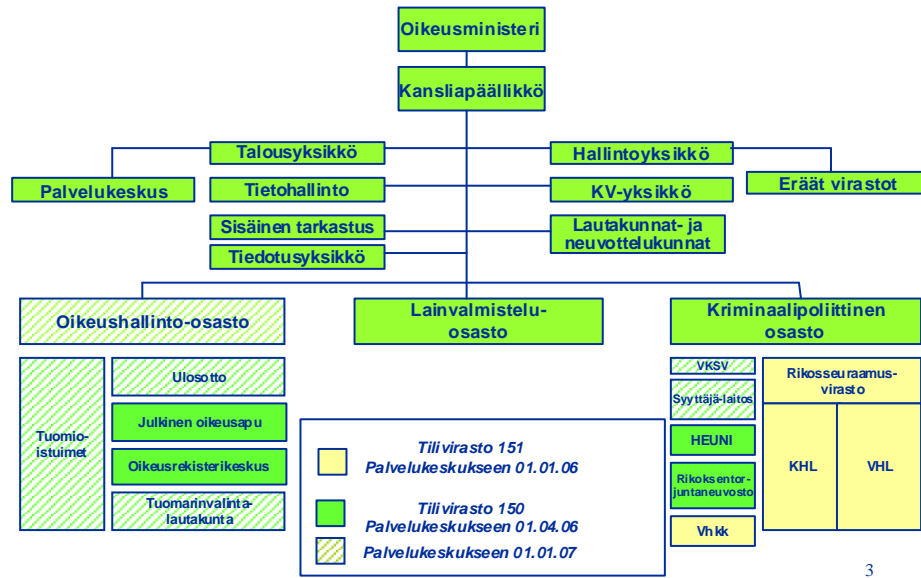 Oikeusministeri
Kansliapäällikkö
Talousyksikkö
Hallintoyksikkö
Palvelukeskus
Tietohallinto
KV-yksikkö
Eräät virastot
Sisäinen tarkastus
Lautakunnat- ja
neuvottelukunnat
Tiedotusyksikkö
Oikeushallinto-osasto
Lainvalmistelu-
osasto
Kriminaalipoliittinen
osasto
Tuomio-
istuimet
Ulosotto
Julkinen oikeusapu
Oikeusrekisterikeskus
Tuomarinvalinta-
lautakunta
VKSV
Syyttäjä-laitos
HEUNI
Rikoksentor-
juntaneuvosto
Vhkk
Rikosseuraamus-
virasto
KHL
VHL
Tilivirasto 151
Palvelukeskukseen 01.01.06
Tilivirasto 150
Palvelukeskukseen 01.04.06
Palvelukeskukseen 01.01.07
3